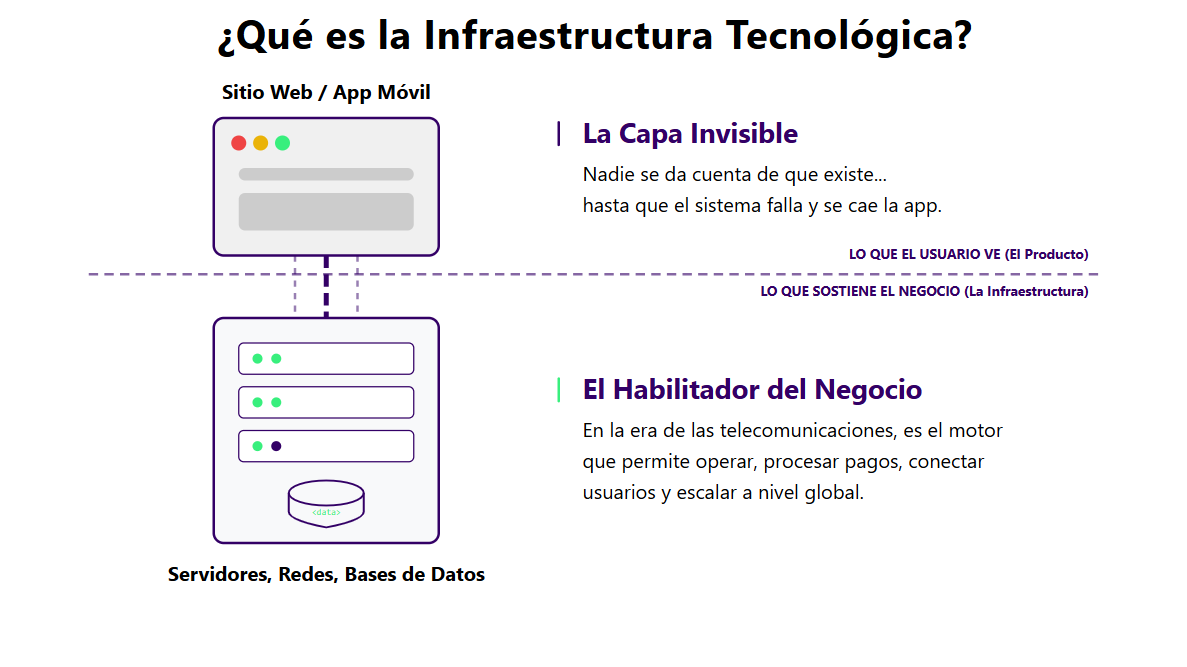 ¿Qué es la Infraestructura Tecnológica?
Sitio Web / App Móvil
La Capa Invisible
Nadie se da cuenta de que existe...
hasta que el sistema falla y se cae la app.
LO QUE EL USUARIO VE (El Producto)
LO QUE SOSTIENE EL NEGOCIO (La Infraestructura)
El Habilitador del Negocio
En la era de las telecomunicaciones, es el motor
que permite operar, procesar pagos, conectar
usuarios y escalar a nivel global.
<data>
Servidores, Redes, Bases de Datos